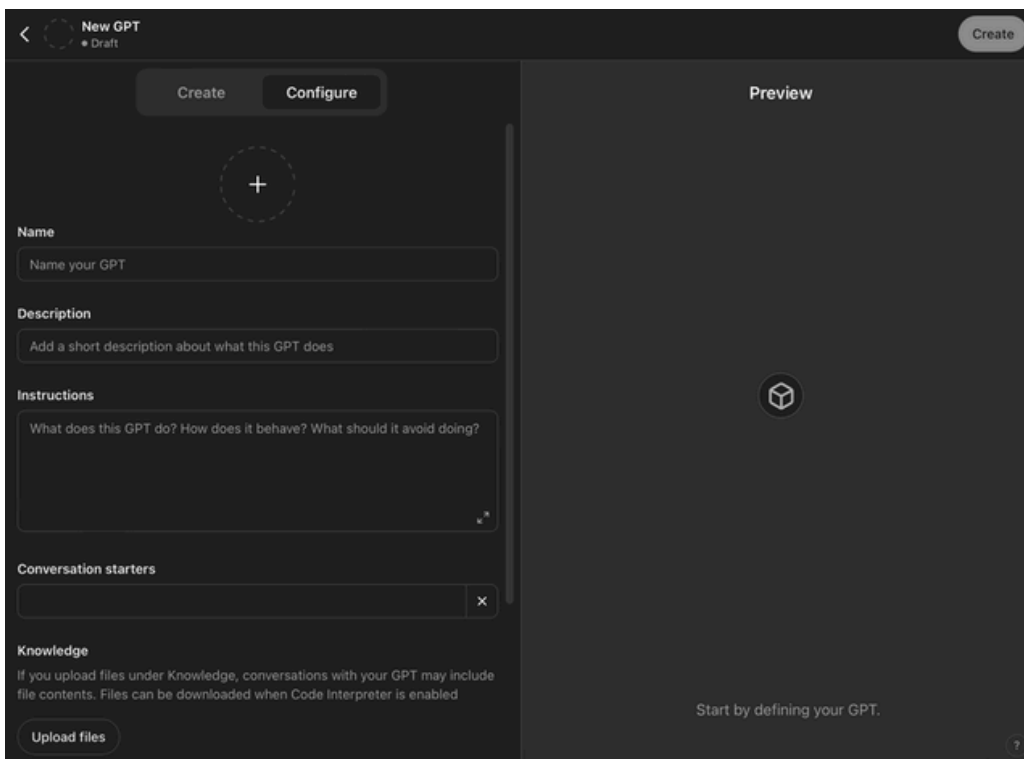 New GPT
Draft
Create
Create
Configure
Preview
Name
Name your GPT
Description
Add a short description about what this GPT does
Instructions
What does this GPT do? How does it behave? What should it avoid doing?
Conversation starters
Knowledge
If you upload files under Knowledge, conversations with your GPT may include
file contents. Files can be downloaded when Code Interpreter is enabled
Upload files
Start by defining your GPT.
?